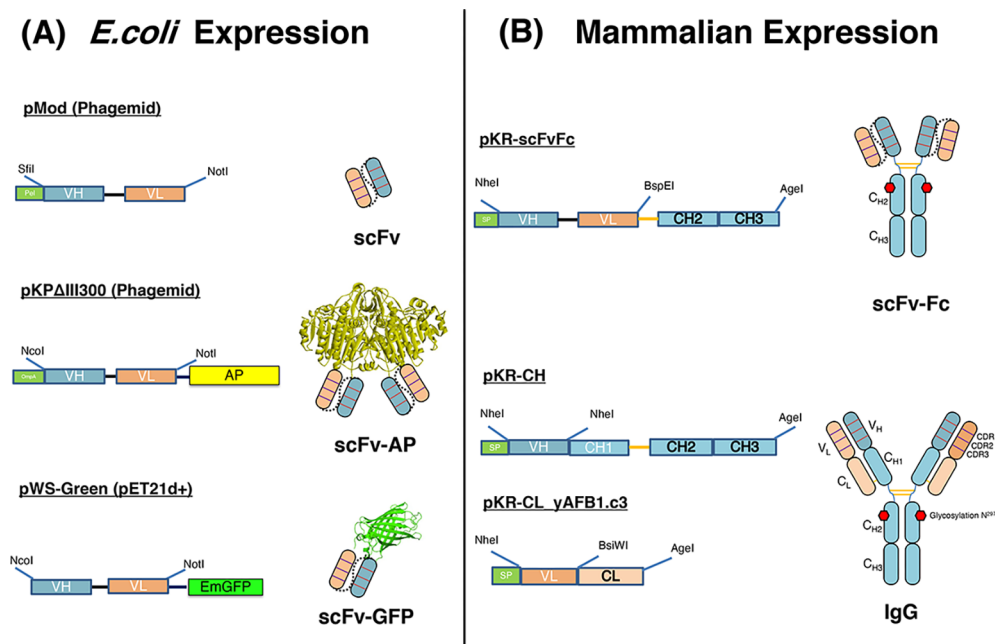 (A) E.coli Expression
pMod (Phagemid)
SfiI
NotI
Pel
VH
VL
scFv
pKPΔIII300 (Phagemid)
NcoI
NotI
OmpA
VH
VL
AP
scFv-AP
pWS-Green (pET21d+)
NcoI
NotI
VH
VL
EmGFP
scFv-GFP
(B) Mammalian Expression
pKR-scFvFc
NheI
BspEI
AgeI
SP
VH
VL
CH2
CH3
CH2
CH3
scFv-Fc
pKR-CH
NheI
NheI
AgeI
SP
VH
CH1
CH2
CH3
pKR-CL_yAFB1.c3
NheI
BsiWI
AgeI
SP
VL
CL
VH
VL
CH1
CL
CDR
CDR2
CDR3
CH2
Glycosylation N297
CH3
IgG